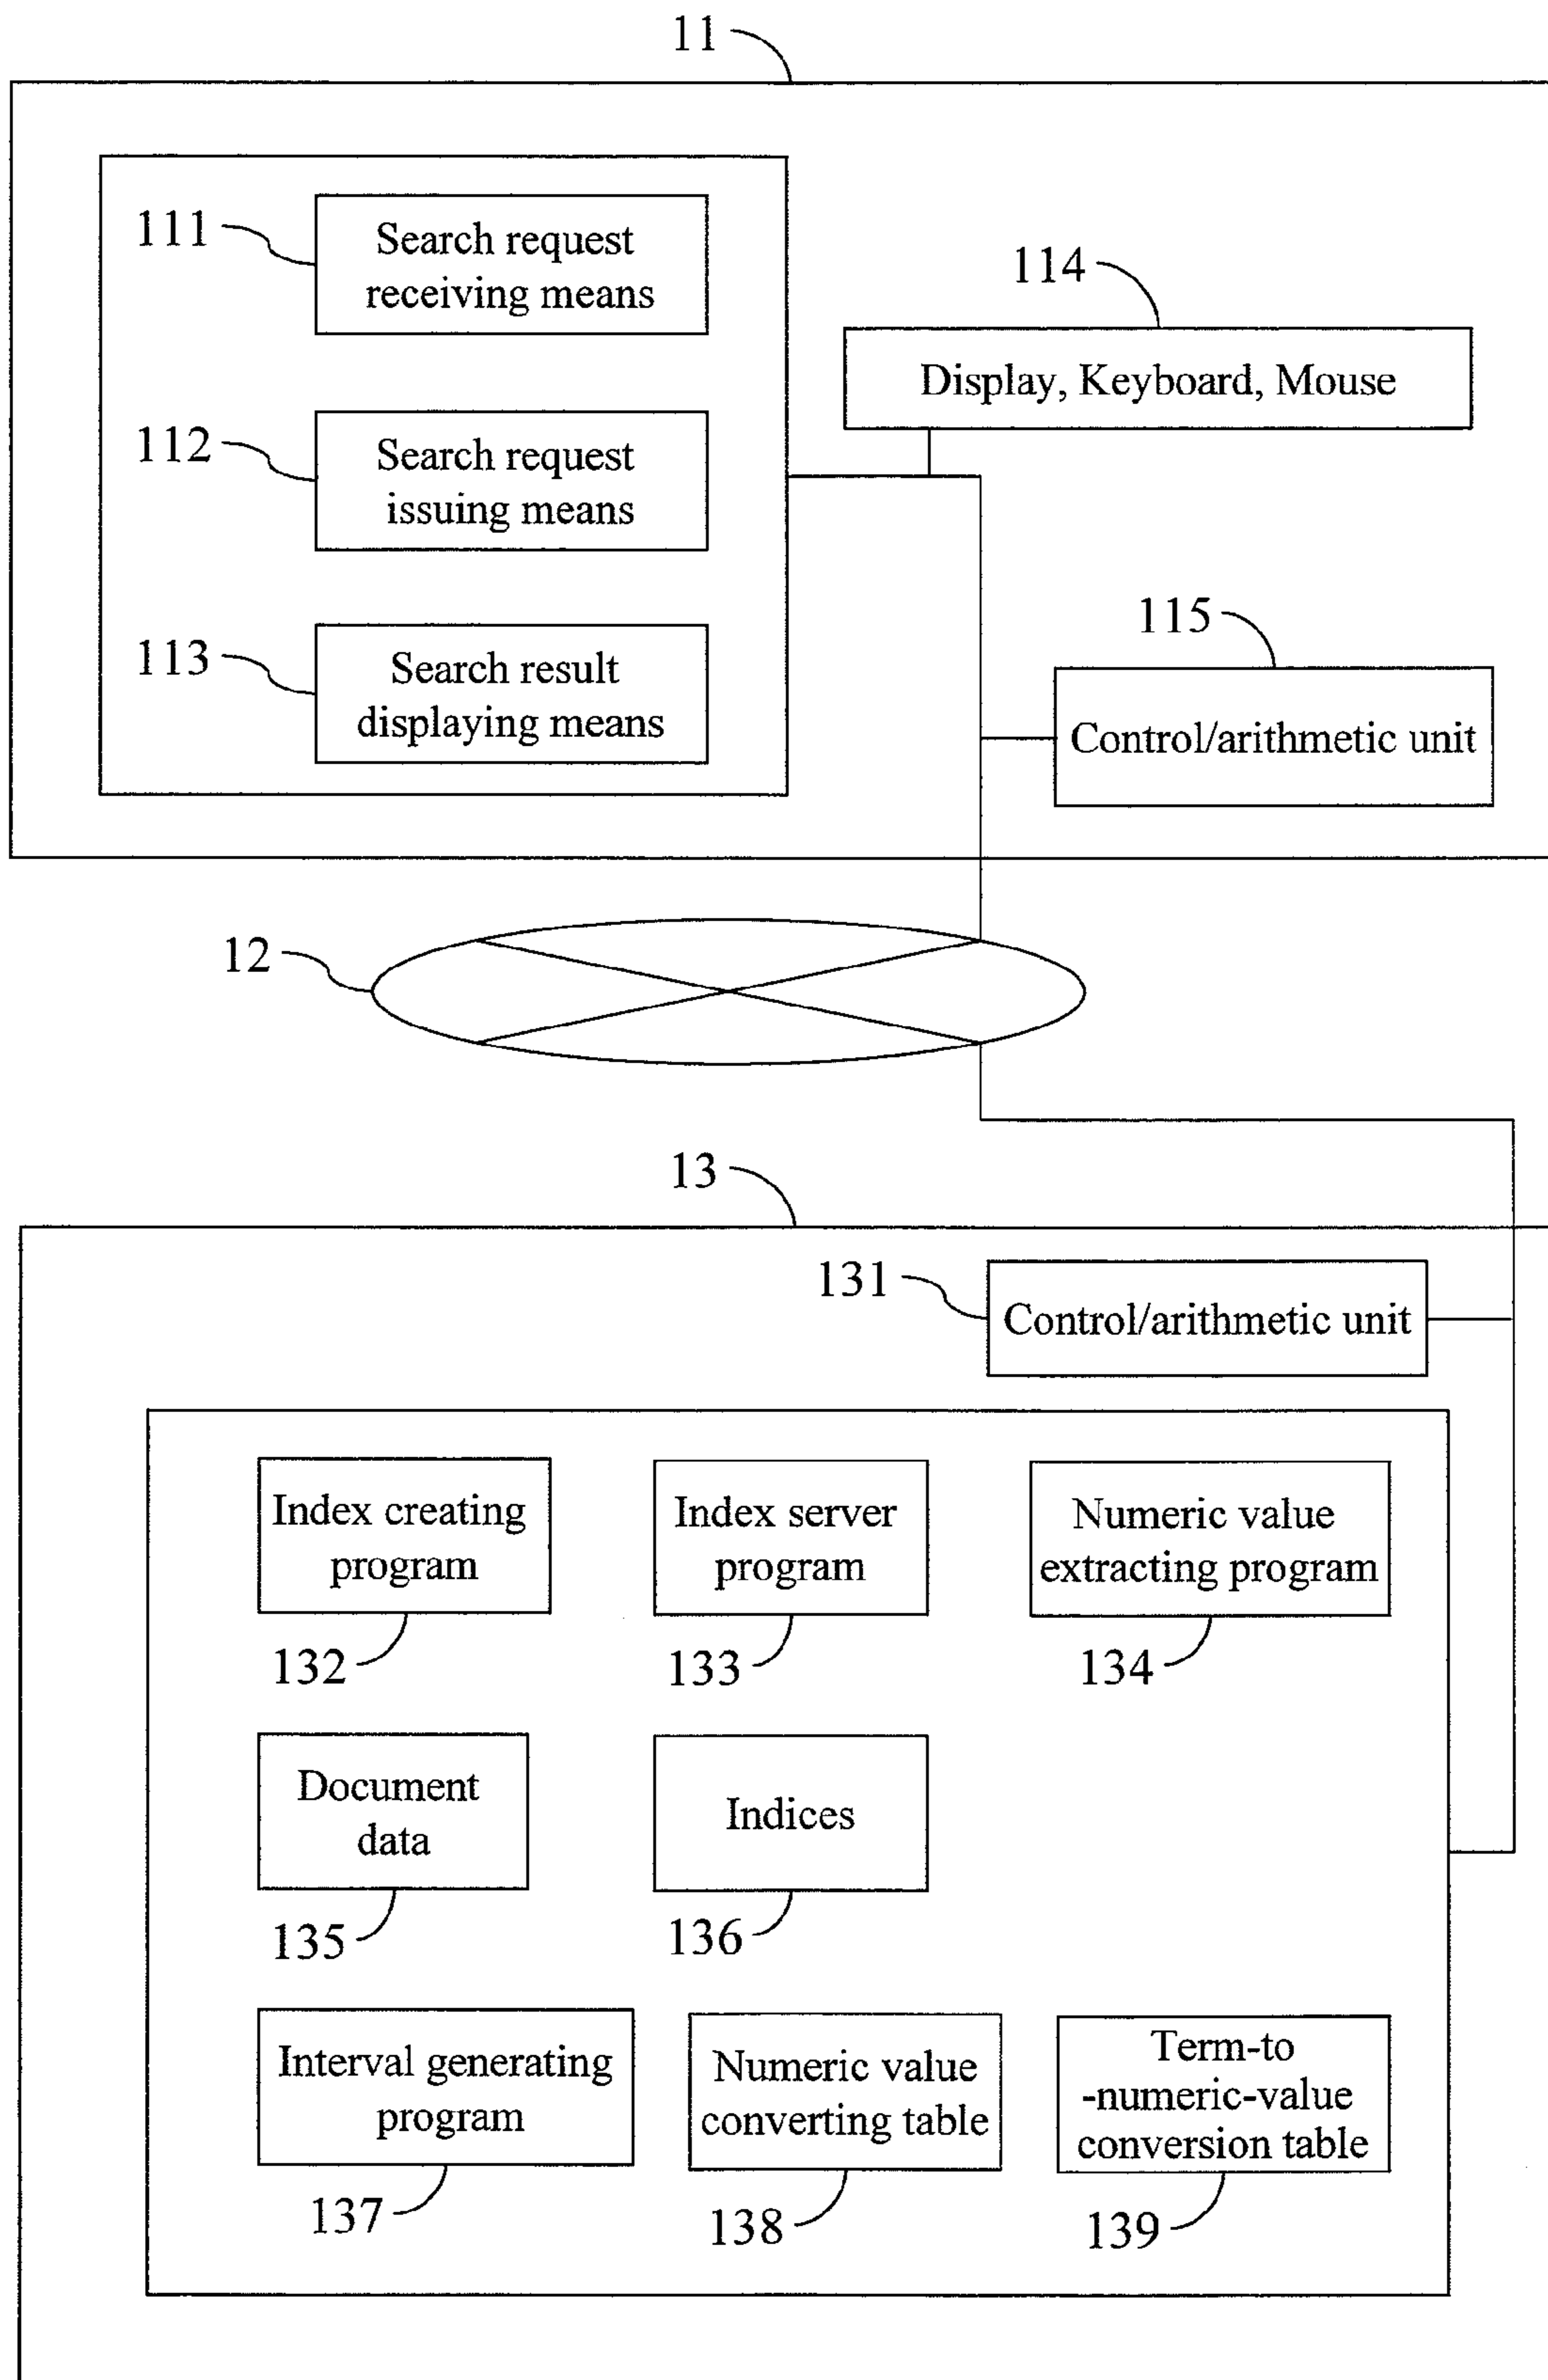 11
111
Search request
receiving means
114
Display, Keyboard, Mouse
112
Search request
issuing means
115
113
Search result
displaying means
Control/arithmetic unit
12
13
131
Control/arithmetic unit
Index creating
program
132
Index server
program
133
Numeric value
extracting program
134
Document
data
135
Indices
136
Interval generating
program
137
Numeric value
converting table
138
Term-to
-numeric-value
conversion table
139